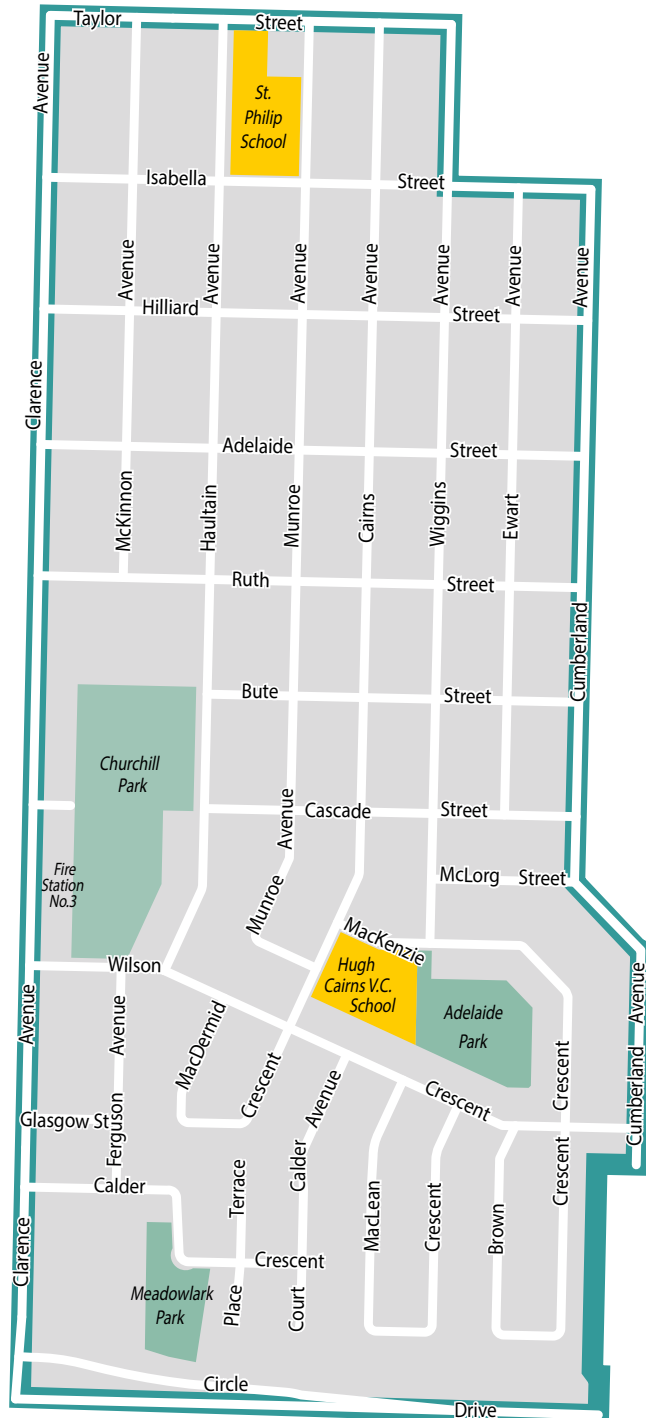 Taylor Street
Avenue
St.
Philip
School
Isabella Street
Avenue Avenue Avenue Avenue Avenue Avenue Avenue
Hilliard Street
Clarence
Adelaide Street
McKinnon Haultain Munroe Cairns Wiggins Ewart
Ruth Street
Cumberland
Bute Street
Churchill
Park
Avenue
Cascade Street
Fire
Station
No.3
McLorg Street
Munroe
MacKenzie
Wilson
Hugh
Cairns V.C.
School
Adelaide
Park
Avenue
Avenue
Avenue
MacDermid
Crescent
Avenue
Crescent
Crescent
Cumberland
Glasgow St
Ferguson
Calder
Terrace
Calder
Crescent
MacLean
Crescent
Brown
Clarence
Crescent
Meadowlark
Park
Place
Court
Circle
Drive